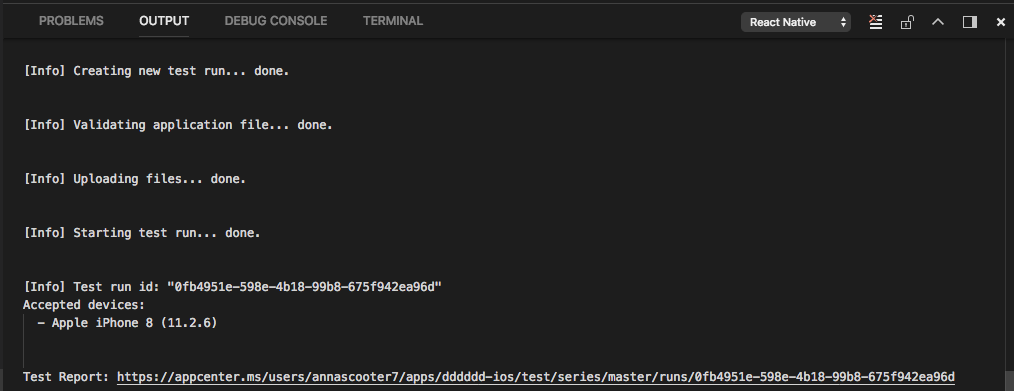 PROBLEMS OUTPUT DEBUG CONSOLE TERMINAL React Native
[Info] Creating new test run... done.
[Info] Validating application file... done.
[Info] Uploading files... done.
[Info] Starting test run... done.
[Info] Test run id: "0fb4951e-598e-4b18-99b8-675f942ea96d"
Accepted devices:
- Apple iPhone 8 (11.2.6)
Test Report: https://appcenter.ms/users/annascooter7/apps/dddddd-ios/test/series/master/runs/0fb4951e-598e-4b18-99b8-675f942ea96d